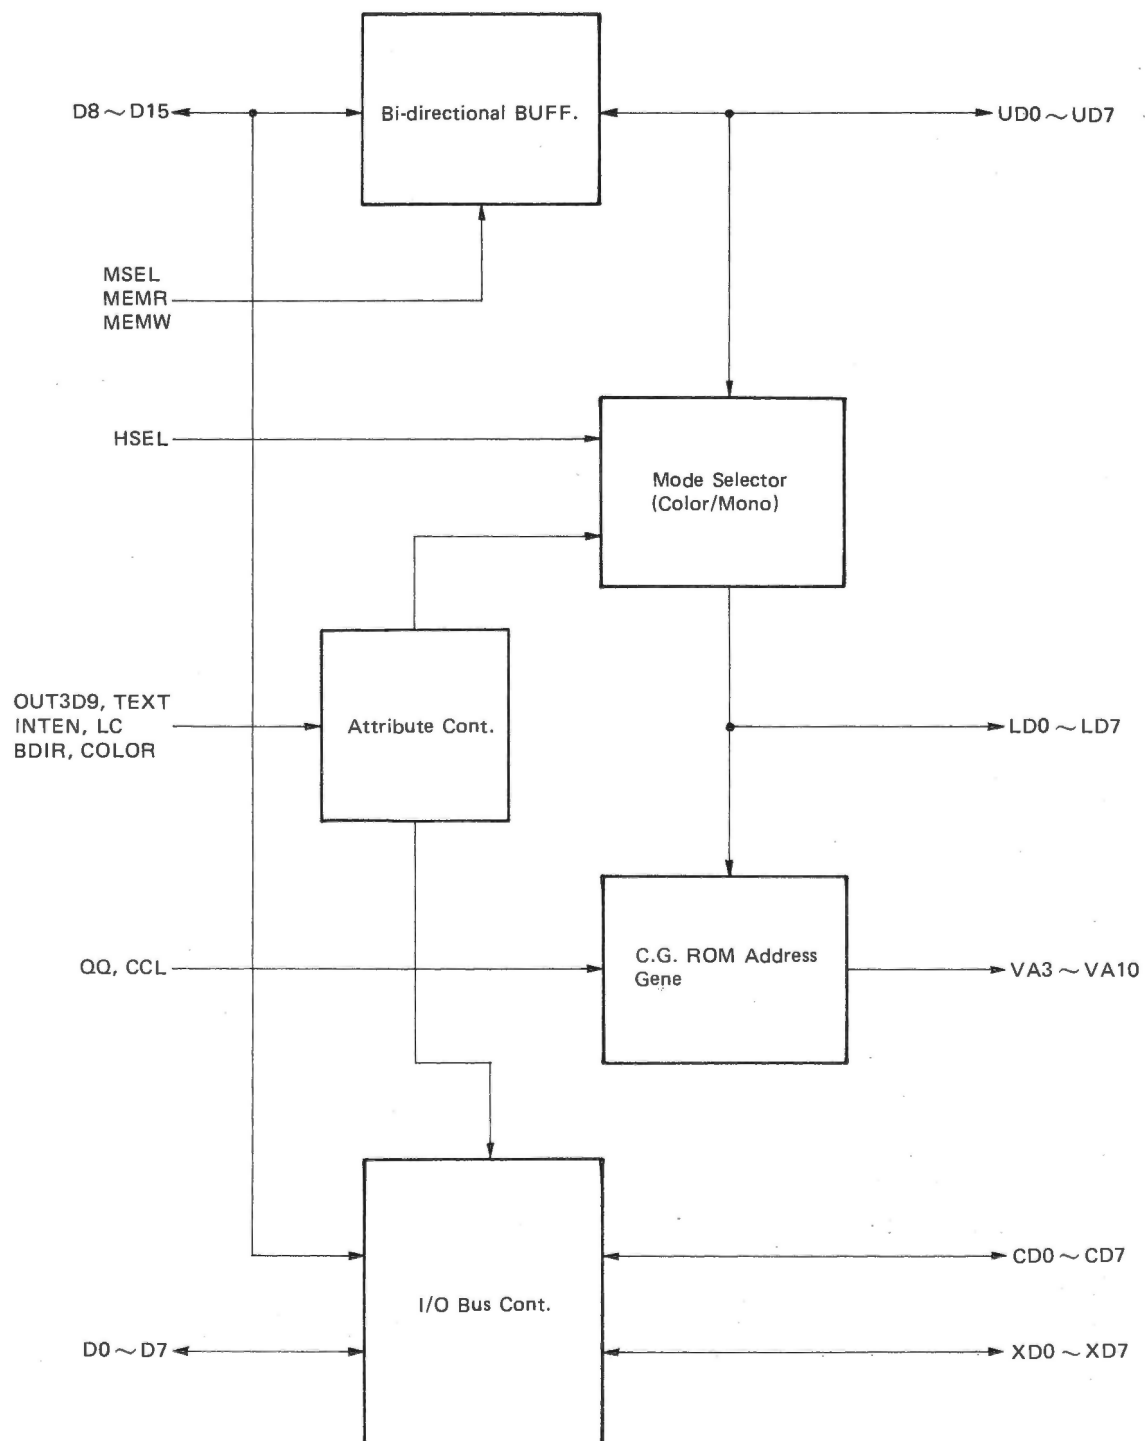 D8～D15
Bi-directional BUFF.
UD0～UD7
MSEL
MEMR
MEMW
HSEL
Mode Selector
(Color/Mono)
OUT3D9, TEXT
INTEN, LC
BDIR, COLOR
Attribute Cont.
LD0～LD7
QQ, CCL
C.G. ROM Address
Gene
VA3～VA10
I/O Bus Cont.
CD0～CD7
D0～D7
XD0～XD7